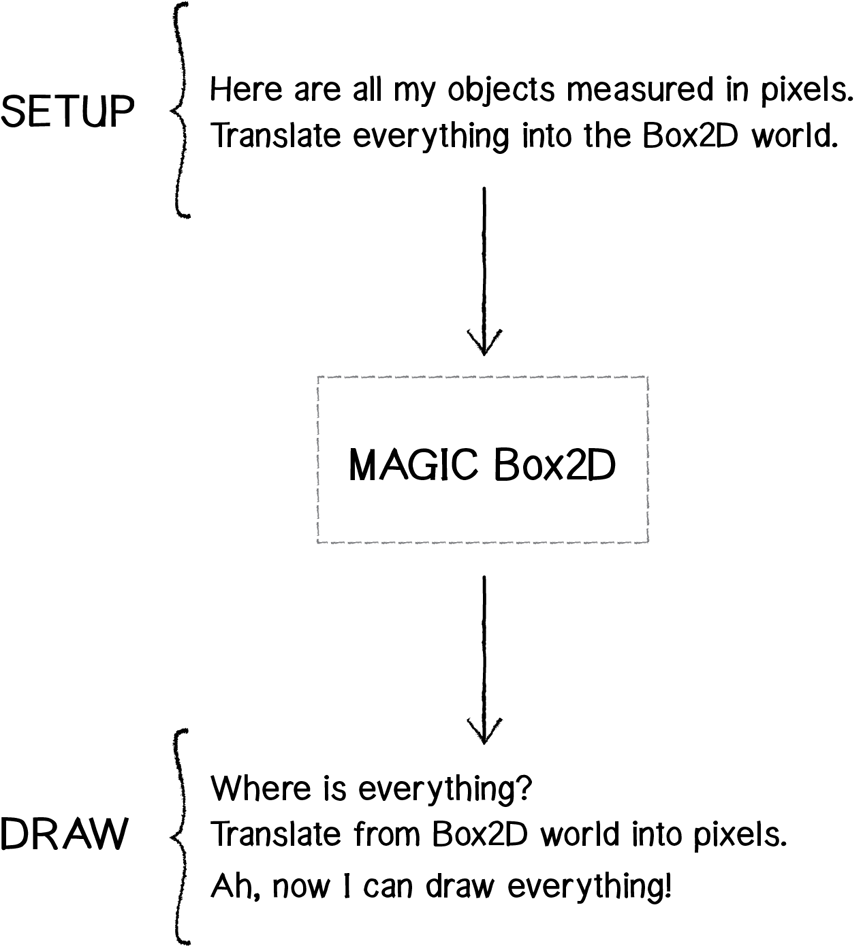 SETUP
Here are all my objects measured in pixels.
Translate everything into the Box2D world.
MAGIC Box2D
DRAW
Where is everything?
Translate from Box2D world into pixels.
Ah, now I can draw everything!